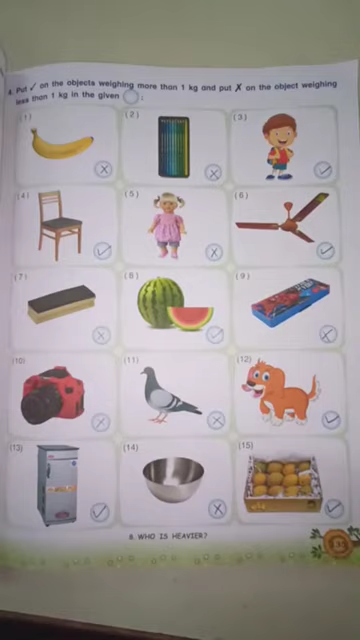 4. Put ✓ on the objects weighing more than 1 kg and put ✗ on the object weighing
less than 1 kg in the given ◯ :
(1) (2) (3)
(4) (5) (6)
(7) (8) (9)
(10) (11) (12)
(13) (14) (15)
8. WHO IS HEAVIER?